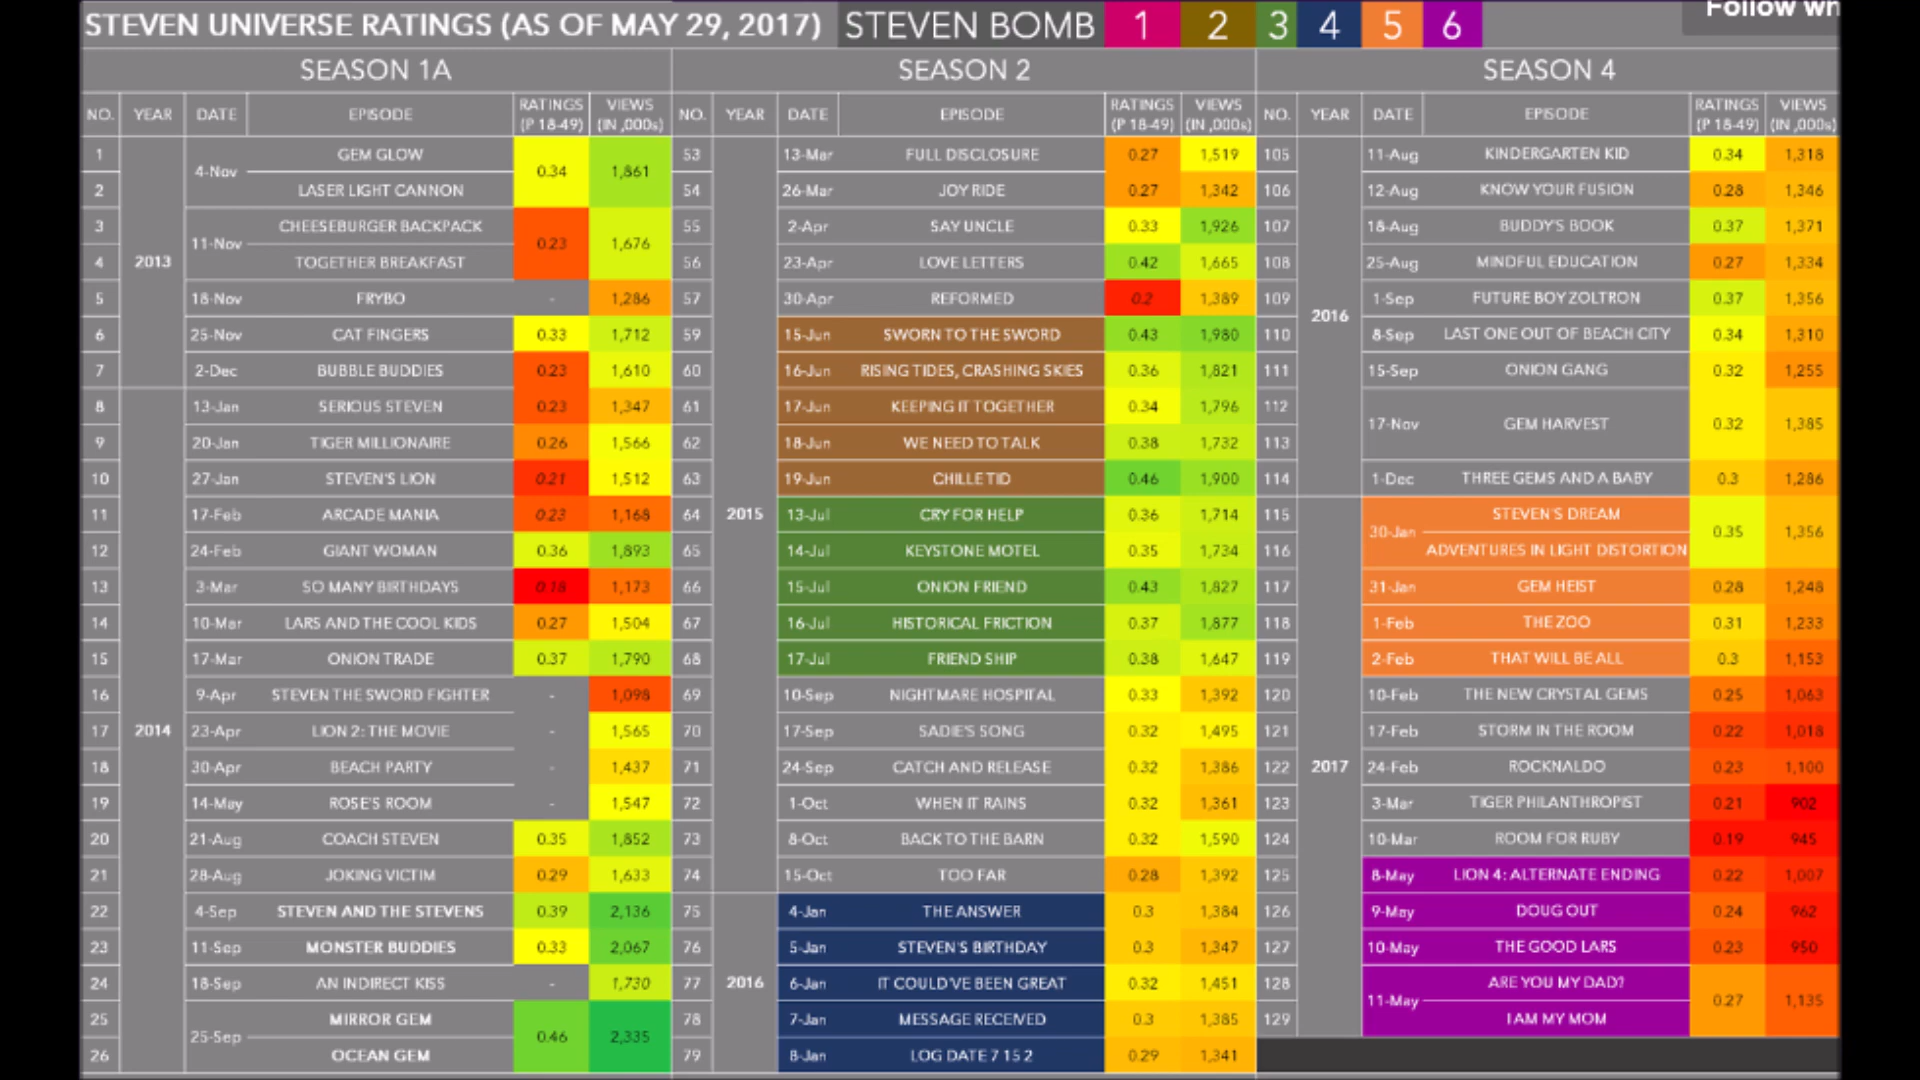 STEVEN UNIVERSE RATINGS (AS OF MAY 29, 2017) STEVEN BOMB 1 2 3 4 5 6 Follow wh
SEASON 1A
NO. YEAR DATE EPISODE RATINGS (P 18-49) VIEWS (IN ,000s)
2013
1 4-Nov GEM GLOW 0.34 1,861
2 LASER LIGHT CANNON
3 11-Nov CHEESEBURGER BACKPACK 0.23 1,676
4 TOGETHER BREAKFAST
5 18-Nov FRYBO - 1,286
6 25-Nov CAT FINGERS 0.33 1,712
7 2-Dec BUBBLE BUDDIES 0.23 1,610
2014
8 13-Jan SERIOUS STEVEN 0.23 1,347
9 20-Jan TIGER MILLIONAIRE 0.26 1,566
10 27-Jan STEVEN'S LION 0.21 1,512
11 17-Feb ARCADE MANIA 0.23 1,168
12 24-Feb GIANT WOMAN 0.36 1,893
13 3-Mar SO MANY BIRTHDAYS 0.18 1,173
14 10-Mar LARS AND THE COOL KIDS 0.27 1,504
15 17-Mar ONION TRADE 0.37 1,790
16 9-Apr STEVEN THE SWORD FIGHTER - 1,098
17 23-Apr LION 2: THE MOVIE - 1,565
18 30-Apr BEACH PARTY - 1,437
19 14-May ROSE'S ROOM - 1,547
20 21-Aug COACH STEVEN 0.35 1,852
21 28-Aug JOKING VICTIM 0.29 1,633
22 4-Sep STEVEN AND THE STEVENS 0.39 2,136
23 11-Sep MONSTER BUDDIES 0.33 2,067
24 18-Sep AN INDIRECT KISS - 1,730
25 25-Sep MIRROR GEM 0.46 2,335
26 OCEAN GEM
SEASON 2
NO. YEAR DATE EPISODE RATINGS (P 18-49) VIEWS (IN ,000s)
2015
53 13-Mar FULL DISCLOSURE 0.27 1,519
54 26-Mar JOY RIDE 0.27 1,342
55 2-Apr SAY UNCLE 0.33 1,926
56 23-Apr LOVE LETTERS 0.42 1,665
57 30-Apr REFORMED 0.2 1,389
59 15-Jun SWORN TO THE SWORD 0.43 1,980
60 16-Jun RISING TIDES, CRASHING SKIES 0.36 1,821
61 17-Jun KEEPING IT TOGETHER 0.34 1,796
62 18-Jun WE NEED TO TALK 0.38 1,732
63 19-Jun CHILLE TID 0.46 1,900
64 13-Jul CRY FOR HELP 0.36 1,714
65 14-Jul KEYSTONE MOTEL 0.35 1,734
66 15-Jul ONION FRIEND 0.43 1,827
67 16-Jul HISTORICAL FRICTION 0.37 1,877
68 17-Jul FRIEND SHIP 0.38 1,647
69 10-Sep NIGHTMARE HOSPITAL 0.33 1,392
70 17-Sep SADIE'S SONG 0.32 1,495
71 24-Sep CATCH AND RELEASE 0.32 1,386
72 1-Oct WHEN IT RAINS 0.32 1,361
73 8-Oct BACK TO THE BARN 0.32 1,590
74 15-Oct TOO FAR 0.28 1,392
2016
75 4-Jan THE ANSWER 0.3 1,384
76 5-Jan STEVEN'S BIRTHDAY 0.3 1,347
77 6-Jan IT COULD'VE BEEN GREAT 0.32 1,451
78 7-Jan MESSAGE RECEIVED 0.3 1,385
79 8-Jan LOG DATE 7 15 2 0.29 1,341
SEASON 4
NO. YEAR DATE EPISODE RATINGS (P 18-49) VIEWS (IN ,000s)
2016
105 11-Aug KINDERGARTEN KID 0.34 1,318
106 12-Aug KNOW YOUR FUSION 0.28 1,346
107 18-Aug BUDDY'S BOOK 0.37 1,371
108 25-Aug MINDFUL EDUCATION 0.27 1,334
109 1-Sep FUTURE BOY ZOLTRON 0.37 1,356
110 8-Sep LAST ONE OUT OF BEACH CITY 0.34 1,310
111 15-Sep ONION GANG 0.32 1,255
112 17-Nov GEM HARVEST 0.32 1,385
113
114 1-Dec THREE GEMS AND A BABY 0.3 1,286
2017
115 30-Jan STEVEN'S DREAM 0.35 1,356
116 ADVENTURES IN LIGHT DISTORTION
117 31-Jan GEM HEIST 0.28 1,248
118 1-Feb THE ZOO 0.31 1,233
119 2-Feb THAT WILL BE ALL 0.3 1,153
120 10-Feb THE NEW CRYSTAL GEMS 0.25 1,063
121 17-Feb STORM IN THE ROOM 0.22 1,018
122 24-Feb ROCKNALDO 0.23 1,100
123 3-Mar TIGER PHILANTHROPIST 0.21 902
124 10-Mar ROOM FOR RUBY 0.19 945
125 8-May LION 4: ALTERNATE ENDING 0.22 1,007
126 9-May DOUG OUT 0.24 962
127 10-May THE GOOD LARS 0.23 950
128 11-May ARE YOU MY DAD? 0.27 1,135
129 I AM MY MOM